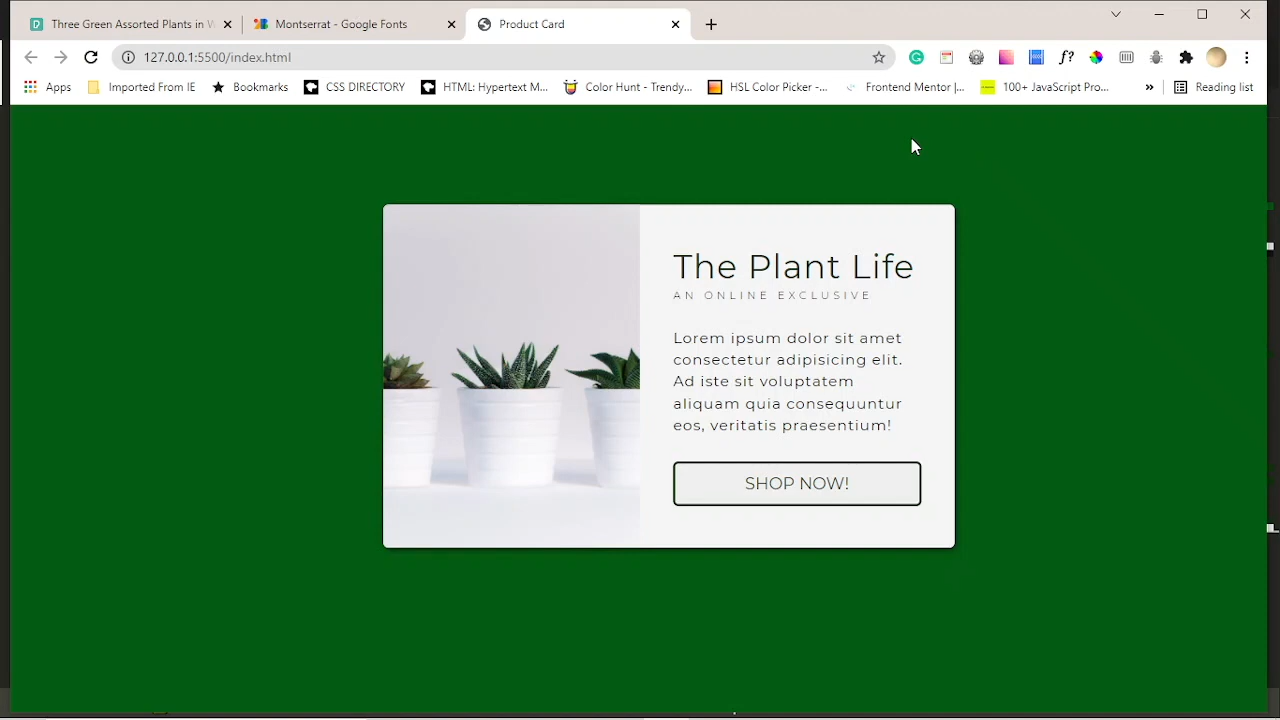 Three Green Assorted Plants in
Montserrat - Google Fonts
Product Card
127.0.0.1:5500/index.html
f?
Apps
Imported From IE
Bookmark
CSS DIRECTORY
HTML: Hypertext M...
Color Hunt - Trendy...
HSL Color Picker -...
Frontend Mentor |...
100+ JavaScript Pro...
»
Reading list
The Plant Life
AN ONLINE EXCLUSIVE
Lorem ipsum dolor sit amet
consectetur adipisicing elit.
Ad iste sit voluptatem
aliquam quia consequuntur
eos, veritatis praesentium!
SHOP NOW!